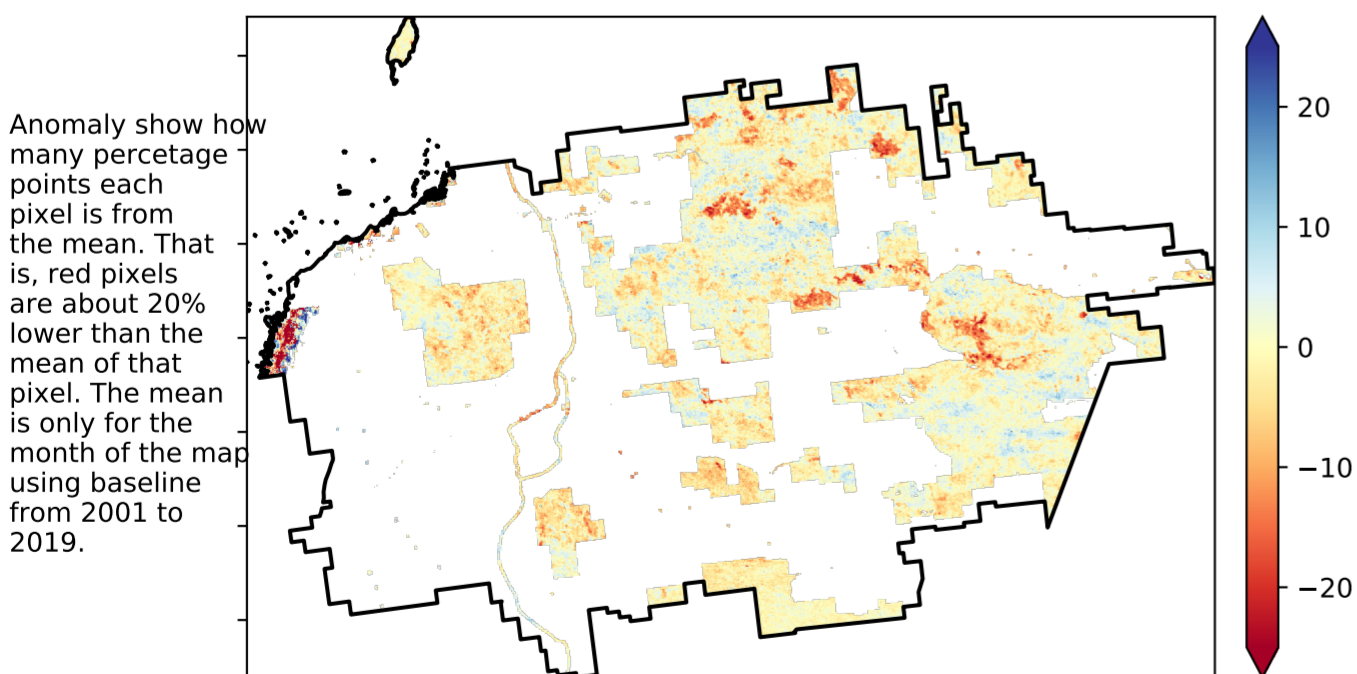 Anomaly show how
many percetage
points each
pixel is from
the mean. That
is, red pixels
are about 20%
lower than the
mean of that
pixel. The mean
is only for the
month of the map
using baseline
from 2001 to
2019.
20
10
0
−10
−20